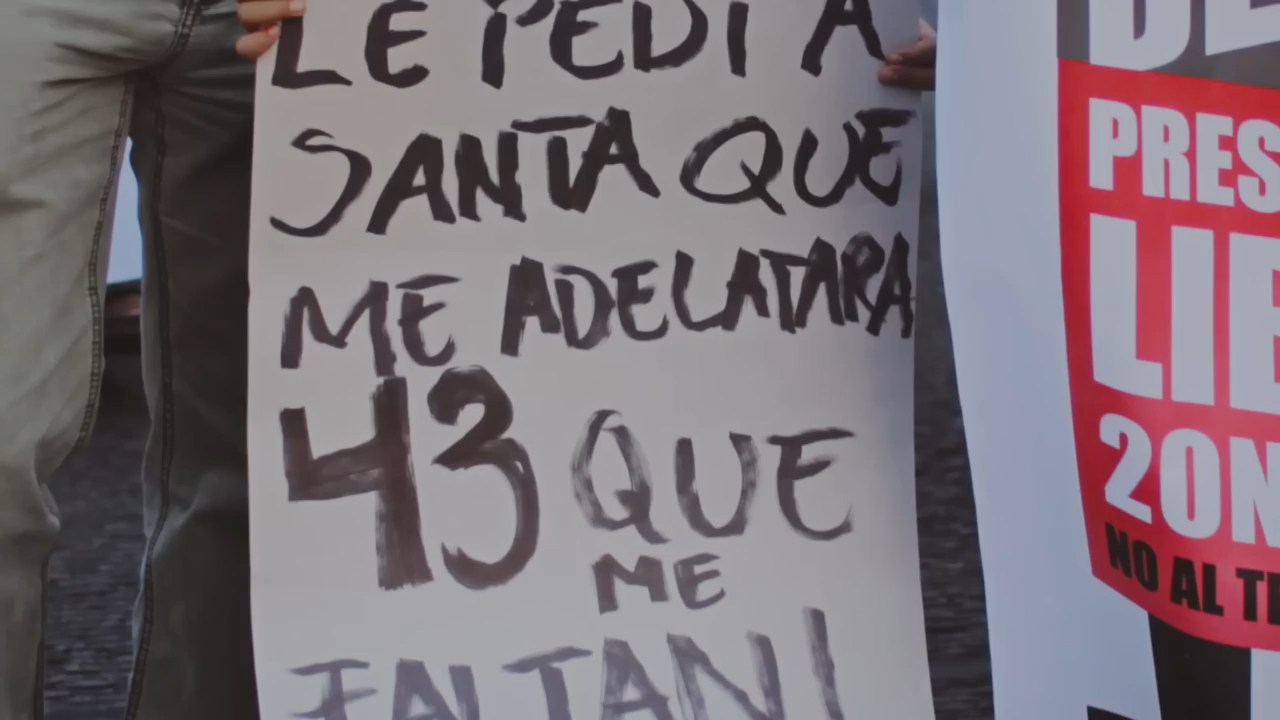 LE PEDI A
SANTA QUE
ME ADELATARA
43 QUE
ME
FALTAN!
PRES
LIE
20N
NO AL TE